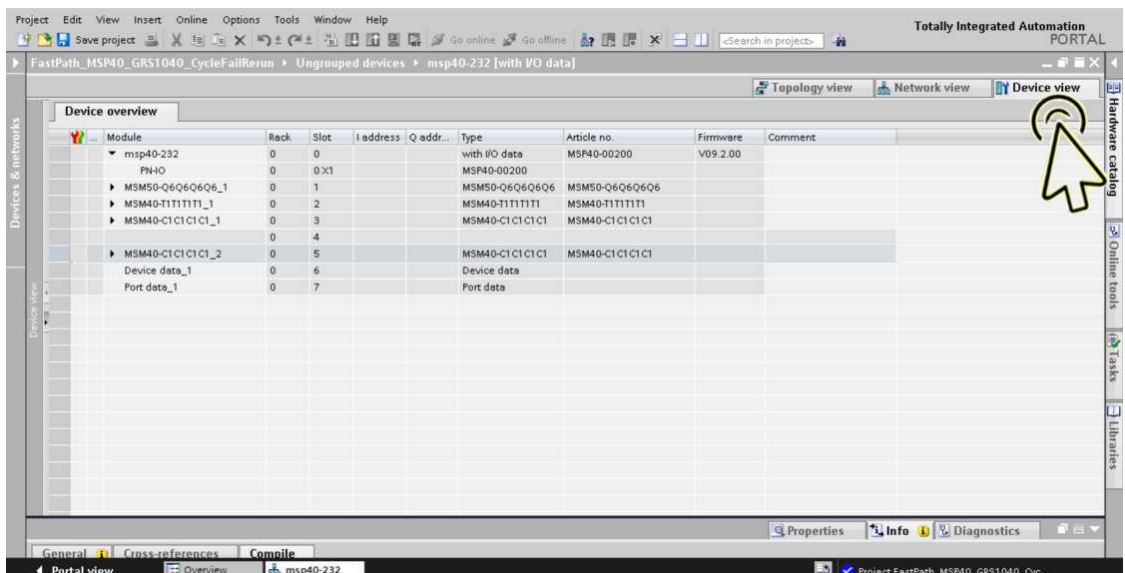 Project Edit View Insert Online Options Tools Window Help
Totally Integrated Automation
PORTAL
Save project Go online Go offline <Search in project>
FastPath_MSP40_GRS1040_CycleFailRerun Ungrouped devices msp40-232 [with I/O data]
Topology view Network view Device view
Device overview
... Module Rack Slot I address Q addr... Type Article no. Firmware Comment
msp40-232 0 0 with I/O data MSP40-00200 V09.2.00
PN-IO 0 0 X1 MSP40-00200
MSM50-Q6Q6Q6Q6_1 0 1 MSM50-Q6Q6Q6Q6 MSM50-Q6Q6Q6Q6
MSM40-T1T1T1T1_1 0 2 MSM40-T1T1T1T1 MSM40-T1T1T1T1
MSM40-C1C1C1C1_1 0 3 MSM40-C1C1C1C1 MSM40-C1C1C1C1
0 4
MSM40-C1C1C1C1_2 0 5 MSM40-C1C1C1C1 MSM40-C1C1C1C1
Device data_1 0 6 Device data
Port data_1 0 7 Port data
Devices & networks
Device view
Hardware catalog
Online tools
Tasks
Libraries
Properties Info Diagnostics
General Cross-references Compile
Portal view Overview msp40-232 Project FastPath_MSP40_GRS1040_Cyc...